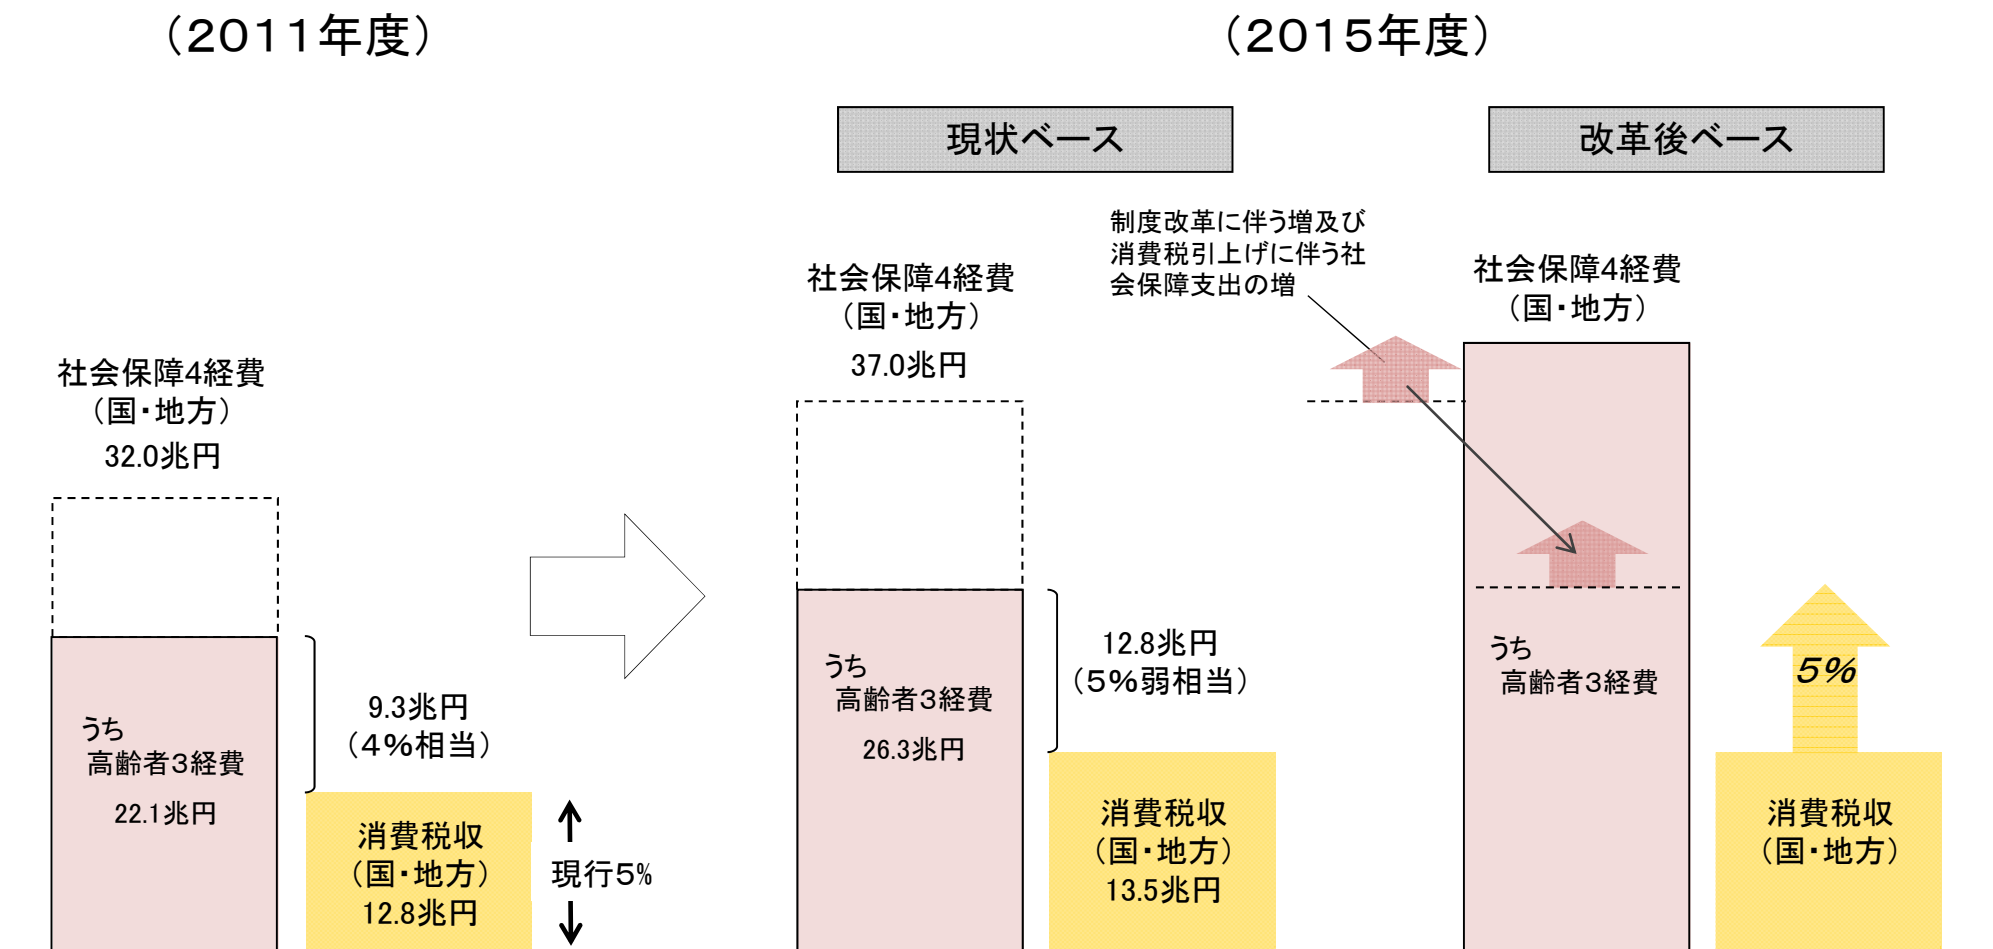 （2011年度）
社会保障4経費
（国・地方）
32.0兆円
うち
高齢者3経費
22.1兆円
9.3兆円
（4%相当）
消費税収
（国・地方）
12.8兆円
現行5%
（2015年度）
現状ベース
社会保障4経費
（国・地方）
37.0兆円
うち
高齢者3経費
26.3兆円
12.8兆円
（5%弱相当）
消費税収
（国・地方）
13.5兆円
制度改革に伴う増及び
消費税引上げに伴う社
会保障支出の増
改革後ベース
社会保障4経費
（国・地方）
うち
高齢者3経費
5%
消費税収
（国・地方）